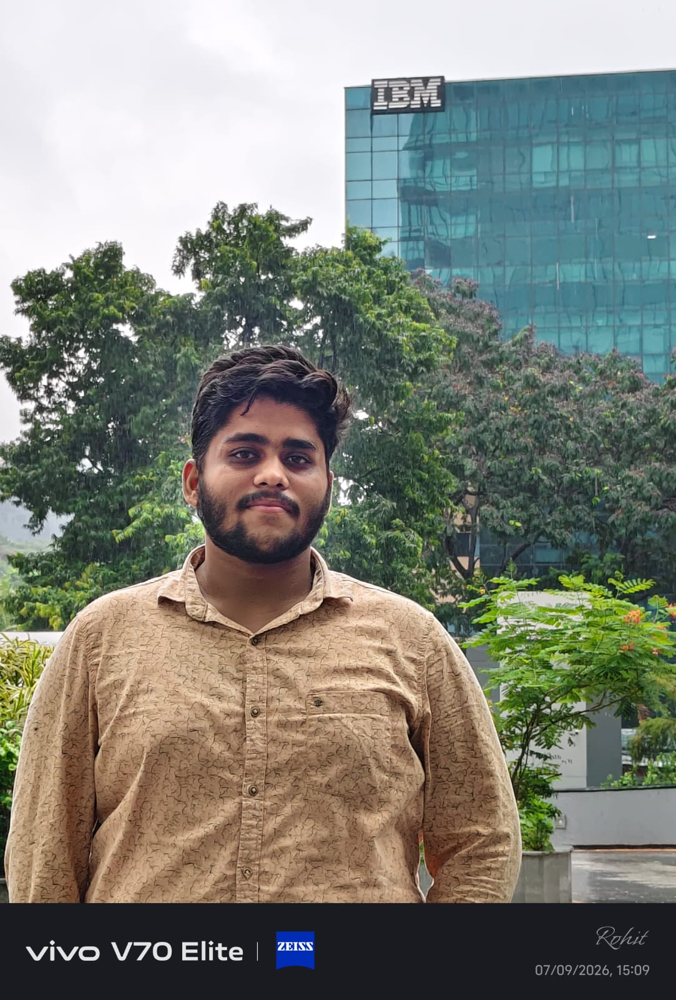 IBM
vivo V70 Elite | ZEISS
Rohit
07/09/2026, 15:09